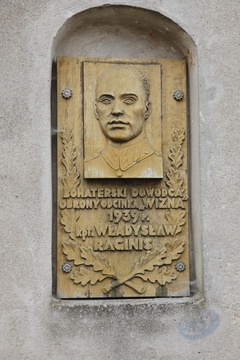 BOHATERSKI DOWÓDCA
OBRONY ODCINKA WIZNA
1939 r.
kpt. WŁADYSŁAW
RAGINIS